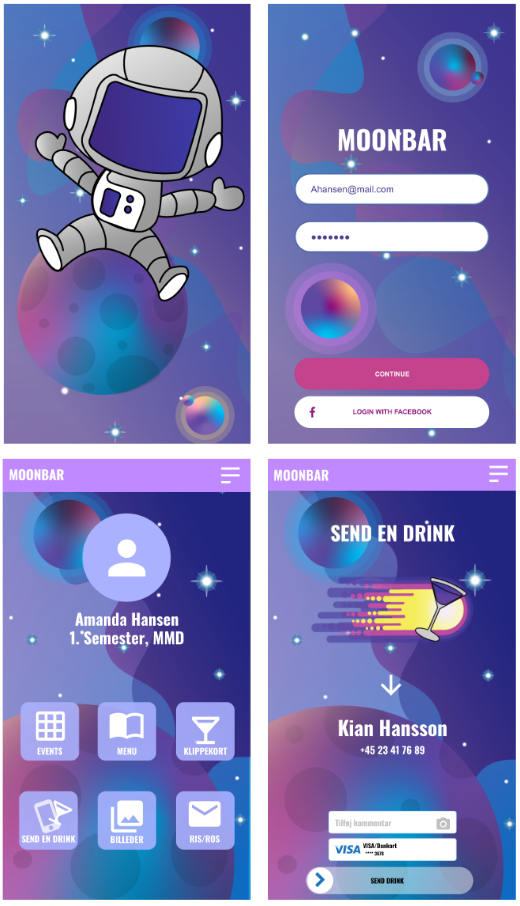 MOONBAR
Ahansen@mail.com
•••••••
CONTINUE
f LOGIN WITH FACEBOOK
MOONBAR
Amanda Hansen
1. Semester, MMD
EVENTS
MENU
KLIPPEKORT
SEND EN DRINK
BILLEDER
RIS/ROS
MOONBAR
SEND EN DRINK
Kian Hansson
+45 23 41 76 89
Tilføj kommentar
VISA VISA/Dankort
**** 3678
SEND DRINK